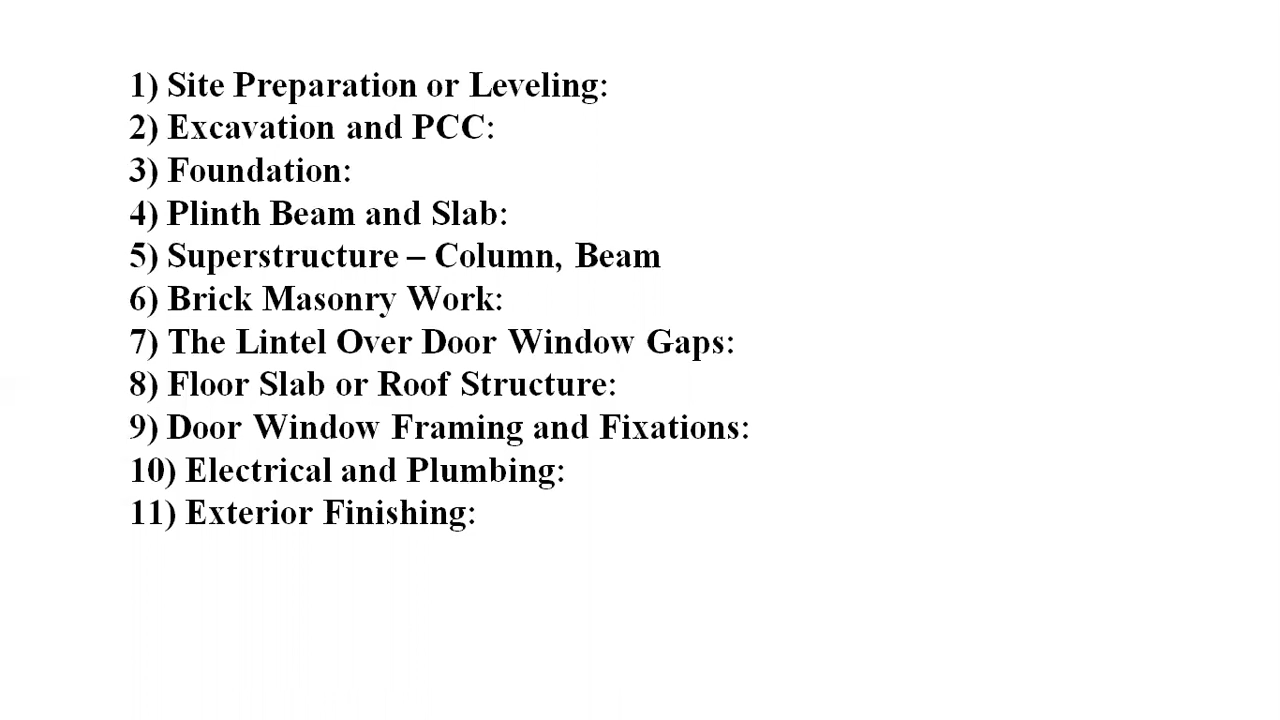 1) Site Preparation or Leveling:
2) Excavation and PCC:
3) Foundation:
4) Plinth Beam and Slab:
5) Superstructure – Column, Beam
6) Brick Masonry Work:
7) The Lintel Over Door Window Gaps:
8) Floor Slab or Roof Structure:
9) Door Window Framing and Fixations:
10) Electrical and Plumbing:
11) Exterior Finishing: